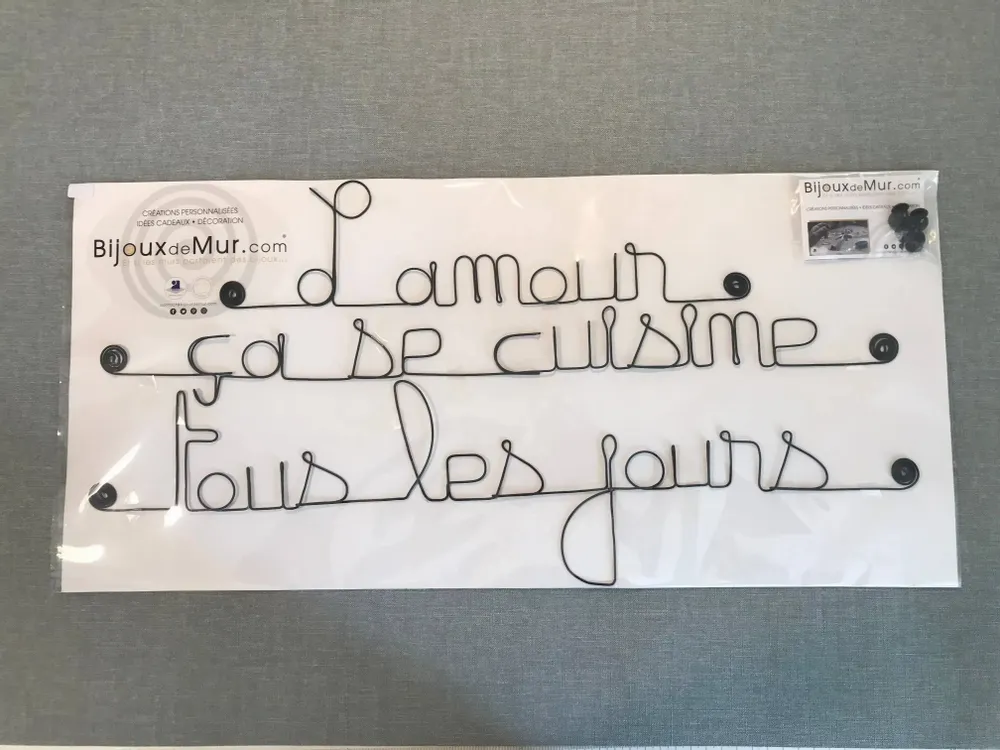 CRÉATIONS PERSONNALISÉES
IDÉES CADEAUX • DÉCORATION
BijouxdeMur.com
BijouxdeMur.com
L'amour
ça se cuisine
tous les jours